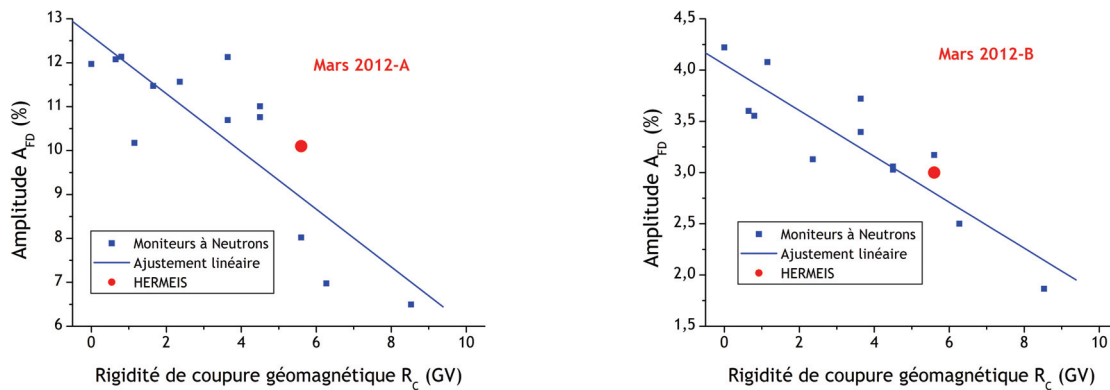 13
12
11
10
9
8
7
6
Amplitude A_FD (%)
Mars 2012-A
Moniteurs à Neutrons
Ajustement linéaire
HERMEIS
0 2 4 6 8 10
Rigidité de coupure géomagnétique R_C (GV)
4,5
4,0
3,5
3,0
2,5
2,0
1,5
Amplitude A_FD (%)
Mars 2012-B
Moniteurs à Neutrons
Ajustement linéaire
HERMEIS
0 2 4 6 8 10
Rigidité de coupure géomagnétique R_C (GV)